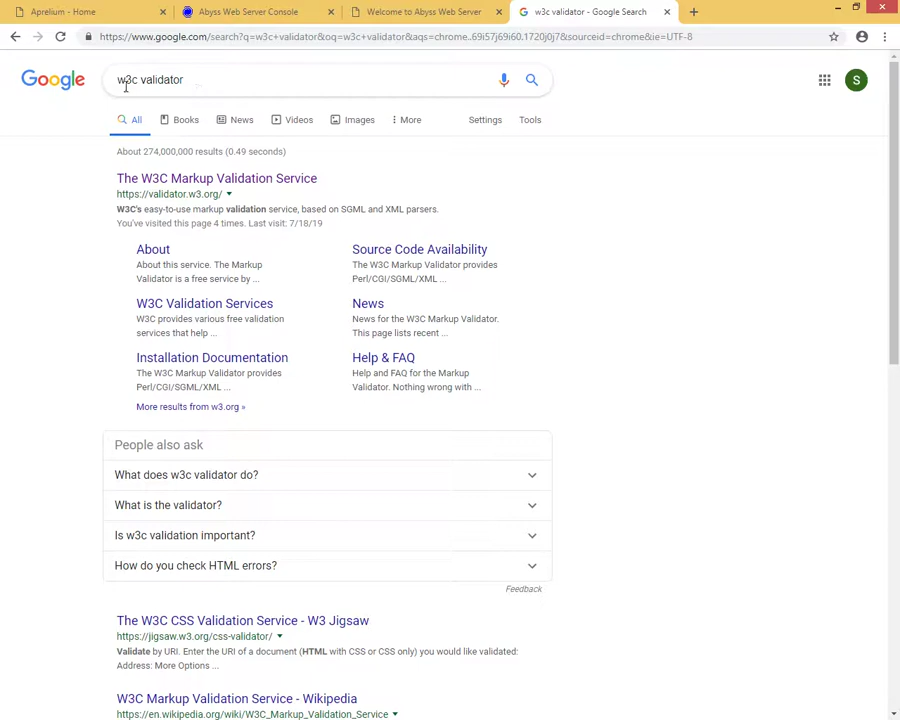 Aprelium - Home
Abyss Web Server Console
Welcome to Abyss Web Server
w3c validator - Google Search
https://www.google.com/search?q=w3c+validator&oq=w3c+validator&aqs=chrome..69i57j69i60.1720j0j7&sourceid=chrome&ie=UTF-8
Google
w3c validator
S
All
Books
News
Videos
Images
More
Settings
Tools
About 274,000,000 results (0.49 seconds)
The W3C Markup Validation Service
https://validator.w3.org/
W3C's easy-to-use markup validation service, based on SGML and XML parsers.
You've visited this page 4 times. Last visit: 7/18/19
About
About this service. The Markup
Validator is a free service by ...
Source Code Availability
The W3C Markup Validator provides
Perl/CGI/SGML/XML ...
W3C Validation Services
W3C provides various free validation
services that help ...
News
News for the W3C Markup Validator.
This page lists recent ...
Installation Documentation
The W3C Markup Validator provides
Perl/CGI/SGML/XML ...
Help & FAQ
Help and FAQ for the Markup
Validator. Nothing wrong with ...
More results from w3.org »
People also ask
What does w3c validator do?
What is the validator?
Is w3c validation important?
How do you check HTML errors?
Feedback
The W3C CSS Validation Service - W3 Jigsaw
https://jigsaw.w3.org/css-validator/
Validate by URI. Enter the URI of a document (HTML with CSS or CSS only) you would like validated:
Address: More Options ...
W3C Markup Validation Service - Wikipedia
https://en.wikipedia.org/wiki/W3C_Markup_Validation_Service